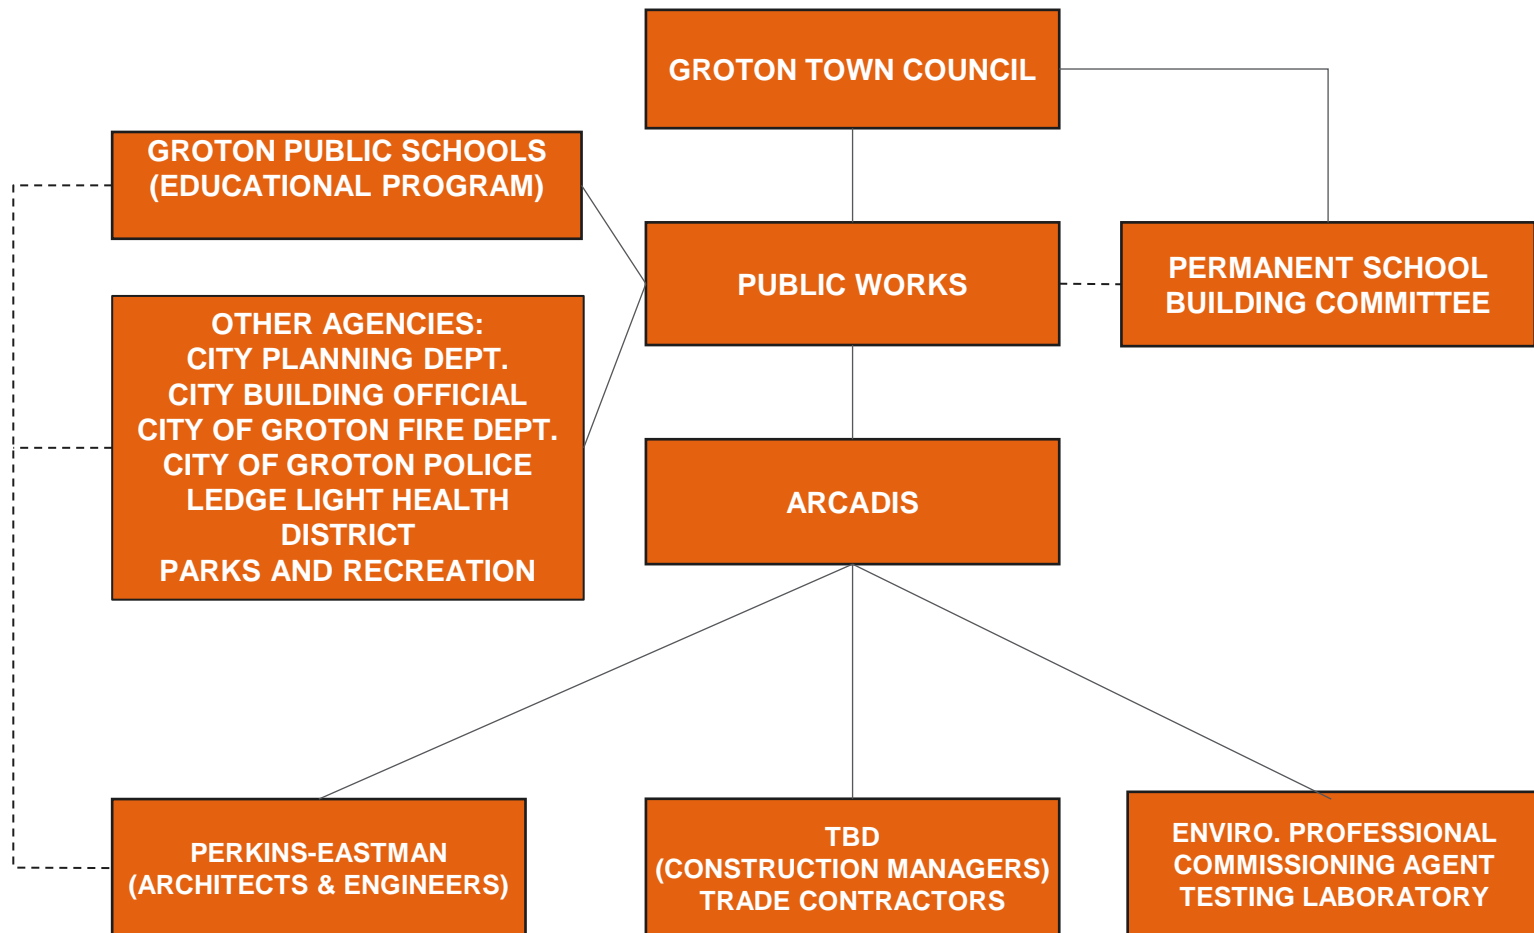 GROTON TOWN COUNCIL
GROTON PUBLIC SCHOOLS
(EDUCATIONAL PROGRAM)
PUBLIC WORKS
PERMANENT SCHOOL
BUILDING COMMITTEE
OTHER AGENCIES:
CITY PLANNING DEPT.
CITY BUILDING OFFICIAL
CITY OF GROTON FIRE DEPT.
CITY OF GROTON POLICE
LEDGE LIGHT HEALTH
DISTRICT
PARKS AND RECREATION
ARCADIS
PERKINS-EASTMAN
(ARCHITECTS & ENGINEERS)
TBD
(CONSTRUCTION MANAGERS)
TRADE CONTRACTORS
ENVIRO. PROFESSIONAL
COMMISSIONING AGENT
TESTING LABORATORY